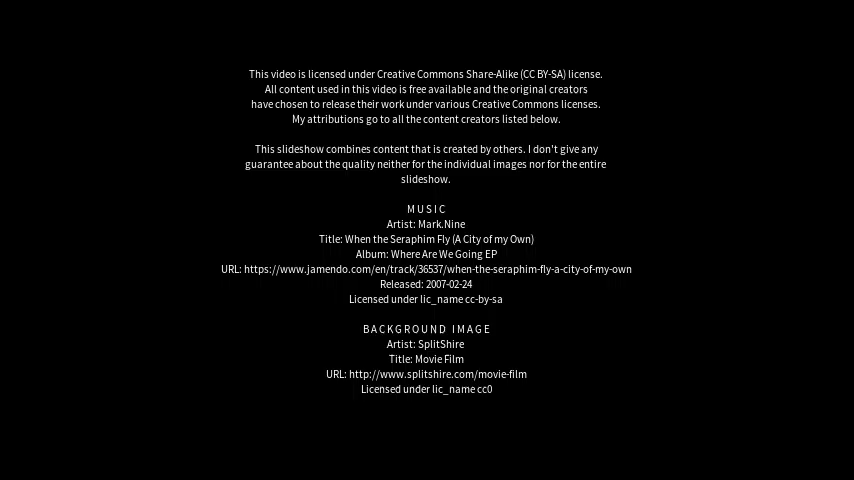 This video is licensed under Creative Commons Share-Alike (CC BY-SA) license.
All content used in this video is free available and the original creators
have chosen to release their work under various Creative Commons licenses.
My attributions go to all the content creators listed below.
This slideshow combines content that is created by others. I don't give any
guarantee about the quality neither for the individual images nor for the entire
slideshow.
MUSIC
Artist: Mark.Nine
Title: When the Seraphim Fly (A City of my Own)
Album: Where Are We Going EP
URL: https://www.jamendo.com/en/track/36537/when-the-seraphim-fly-a-city-of-my-own
Released: 2007-02-24
Licensed under lic_name cc-by-sa
BACKGROUND IMAGE
Artist: SplitShire
Title: Movie Film
URL: http://www.splitshire.com/movie-film
Licensed under lic_name cc0